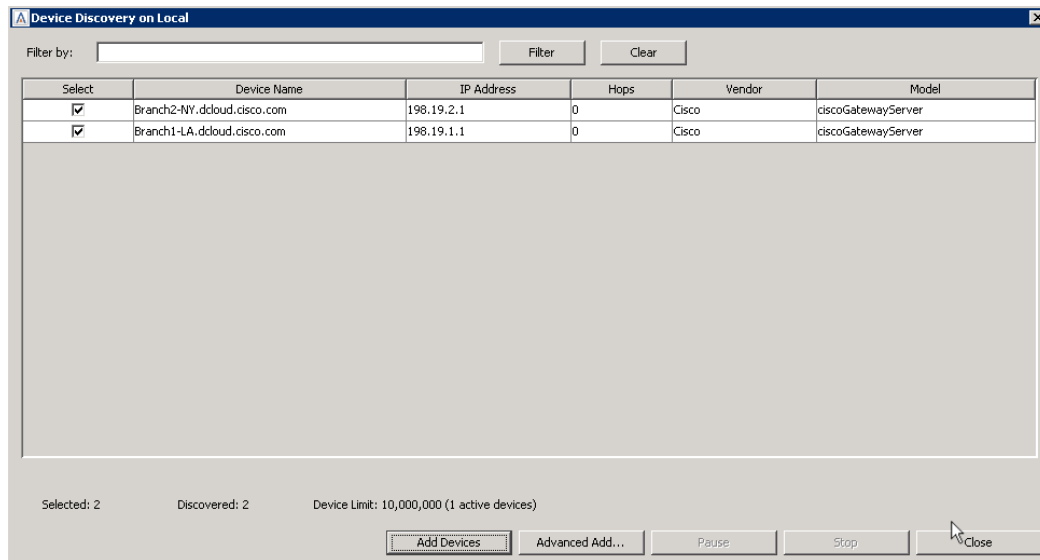 Device Discovery on Local
Filter by: Filter Clear
Select Device Name IP Address Hops Vendor Model
Branch2-NY.dcloud.cisco.com 198.19.2.1 0 Cisco ciscoGatewayServer
Branch1-LA.dcloud.cisco.com 198.19.1.1 0 Cisco ciscoGatewayServer
Selected: 2 Discovered: 2 Device Limit: 10,000,000 (1 active devices)
Add Devices Advanced Add... Pause Stop Close